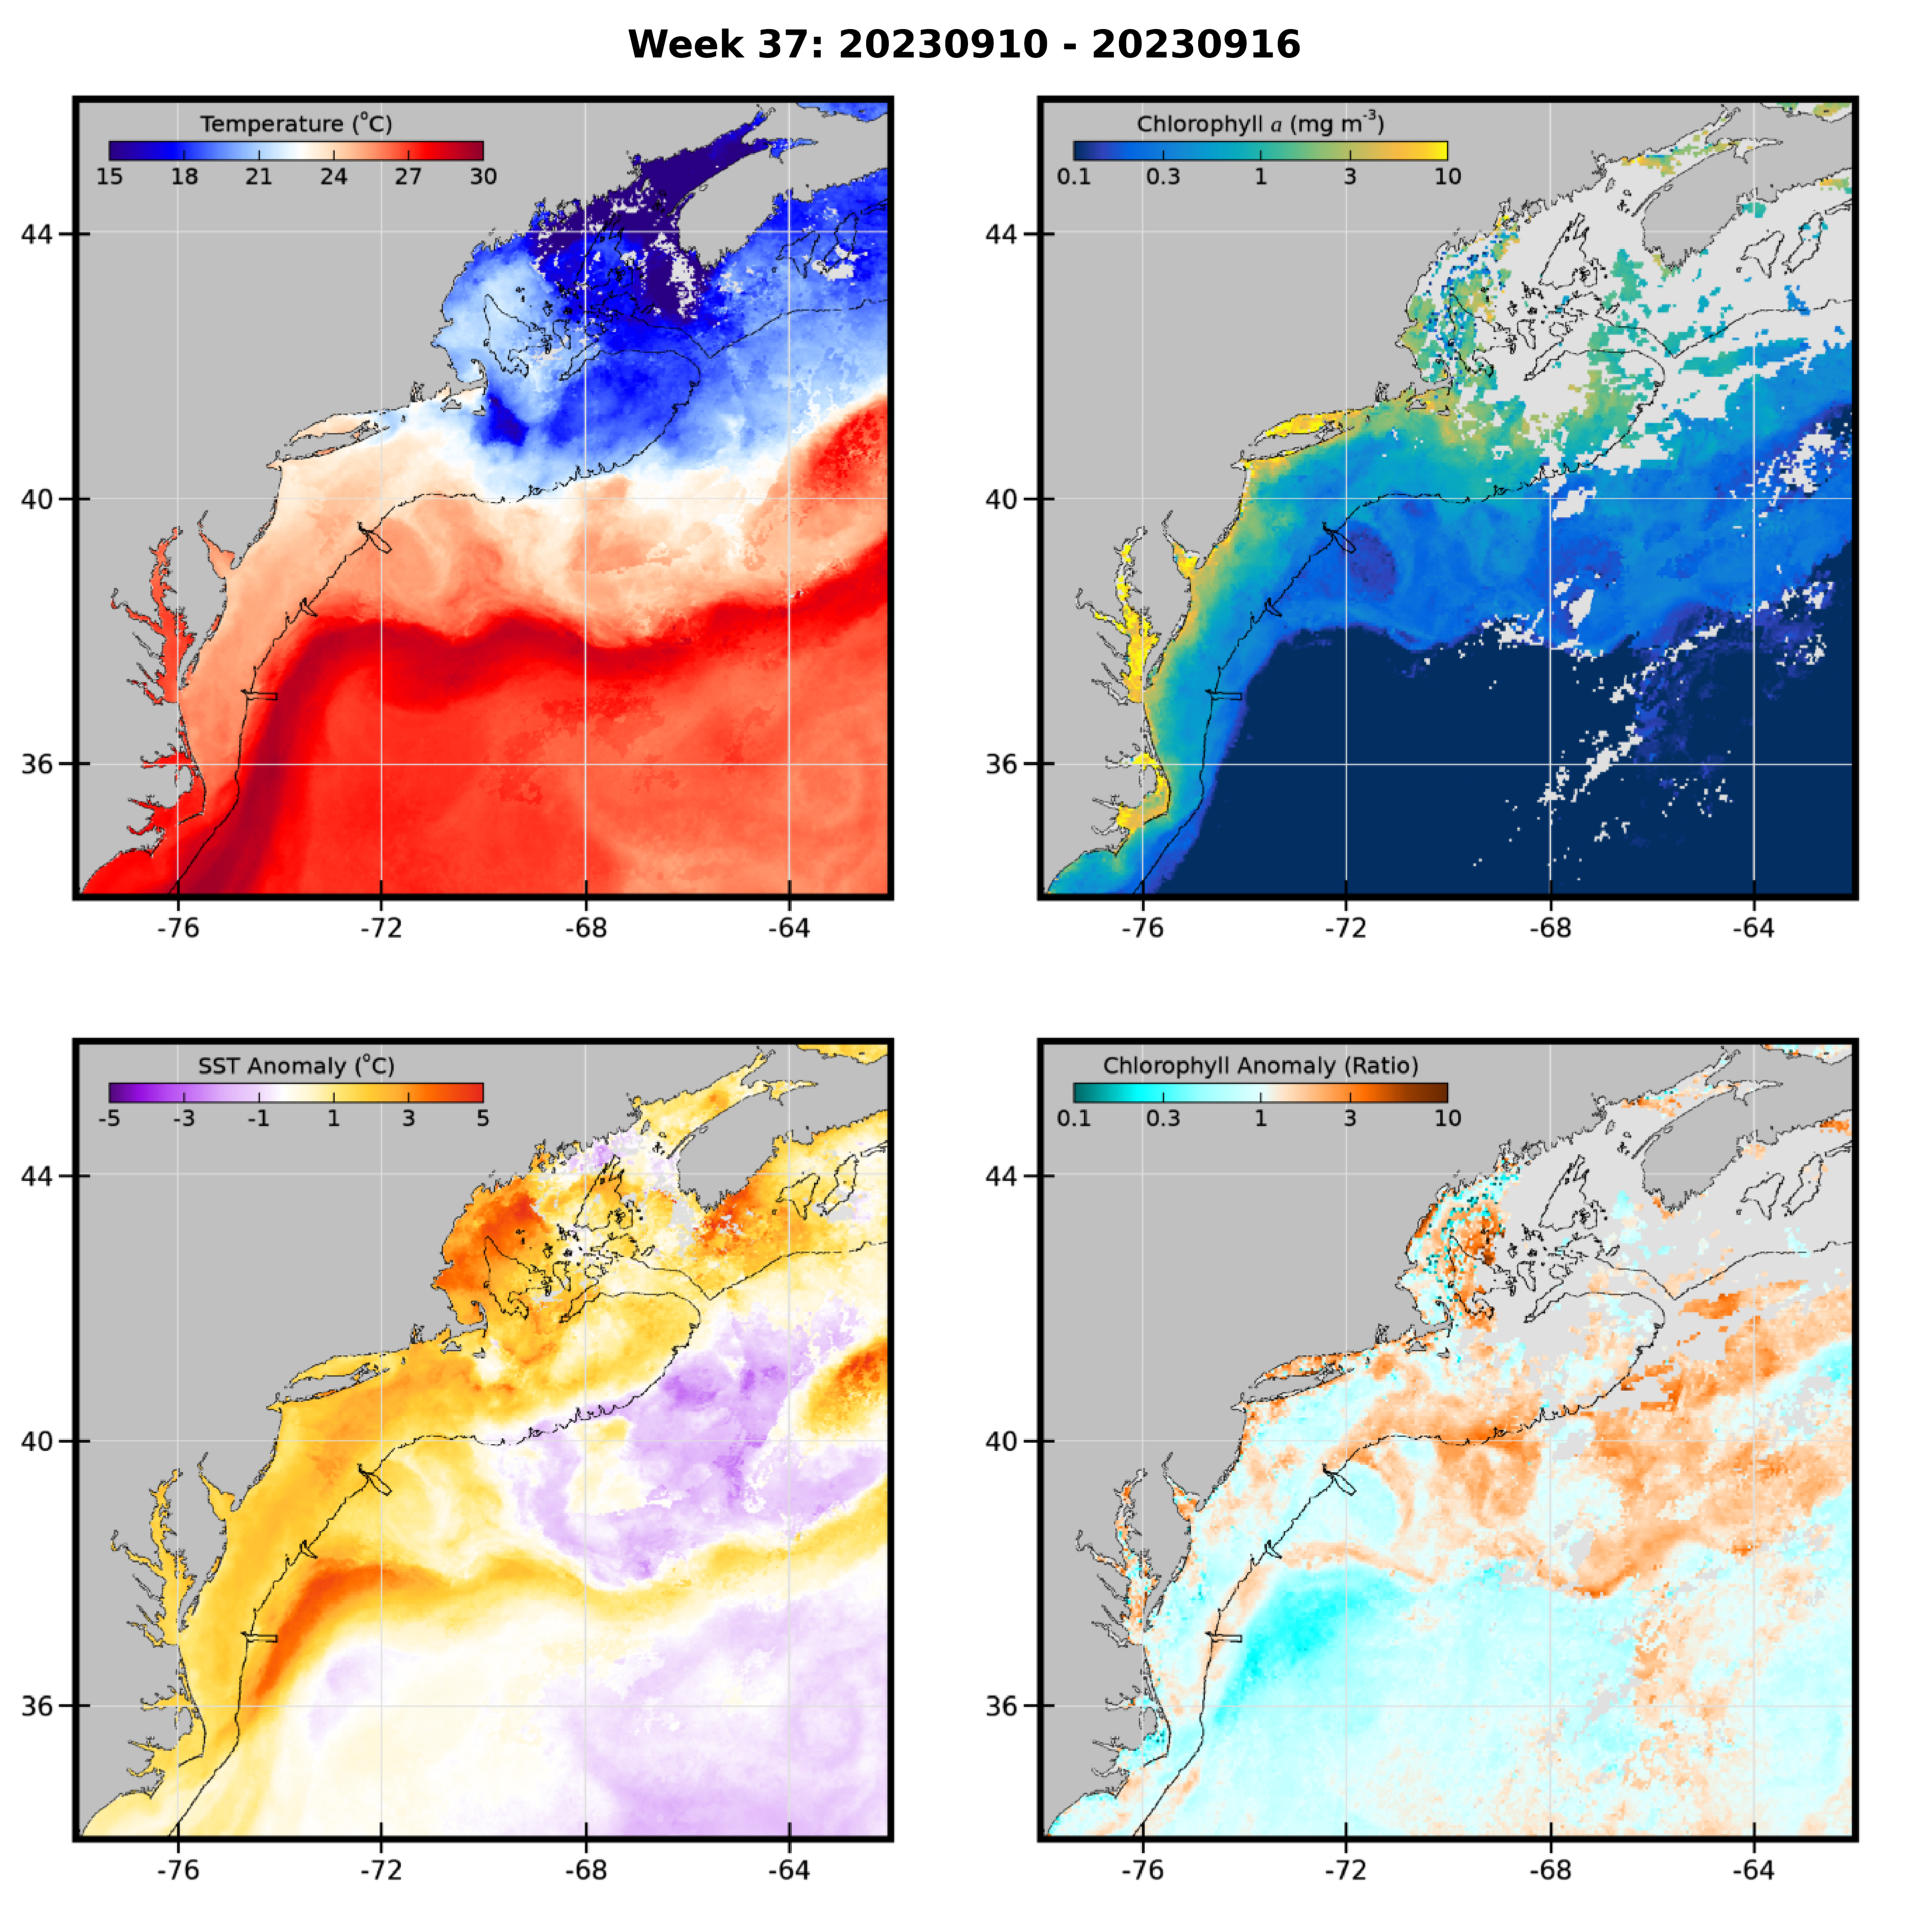 Week 37: 20230910 - 20230916
Temperature (°C)
15 18 21 24 27 30
44
40
36
-76 -72 -68 -64
Chlorophyll a (mg m⁻³)
0.1 0.3 1 3 10
44
40
36
-76 -72 -68 -64
SST Anomaly (°C)
-5 -3 -1 1 3 5
44
40
36
-76 -72 -68 -64
Chlorophyll Anomaly (Ratio)
0.1 0.3 1 3 10
44
40
36
-76 -72 -68 -64